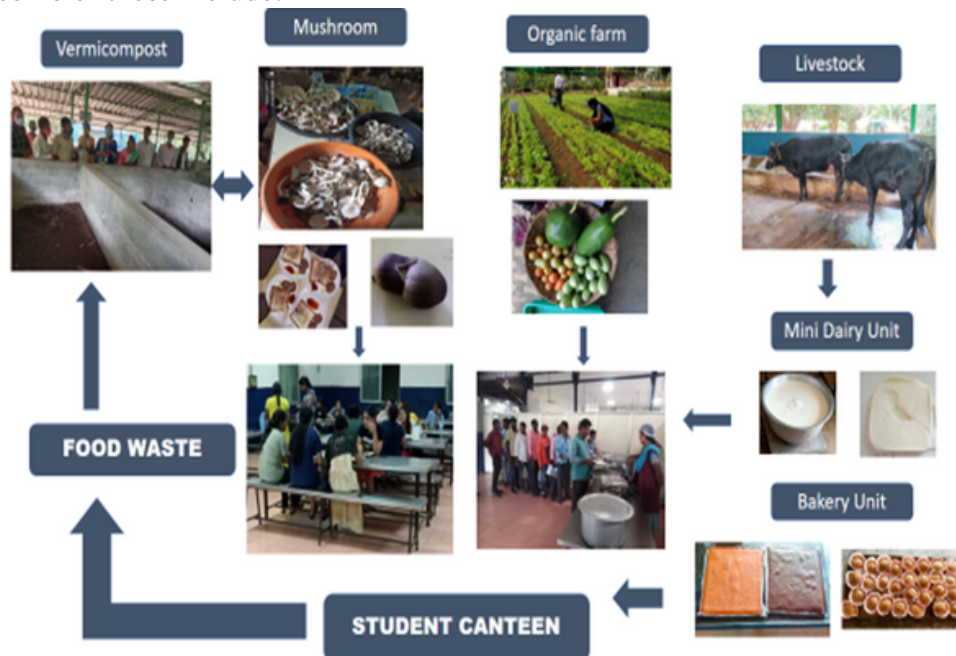 Mushroom
Organic farm
Vermicompost
Livestock
Mini Dairy Unit
FOOD WASTE
Bakery Unit
STUDENT CANTEEN